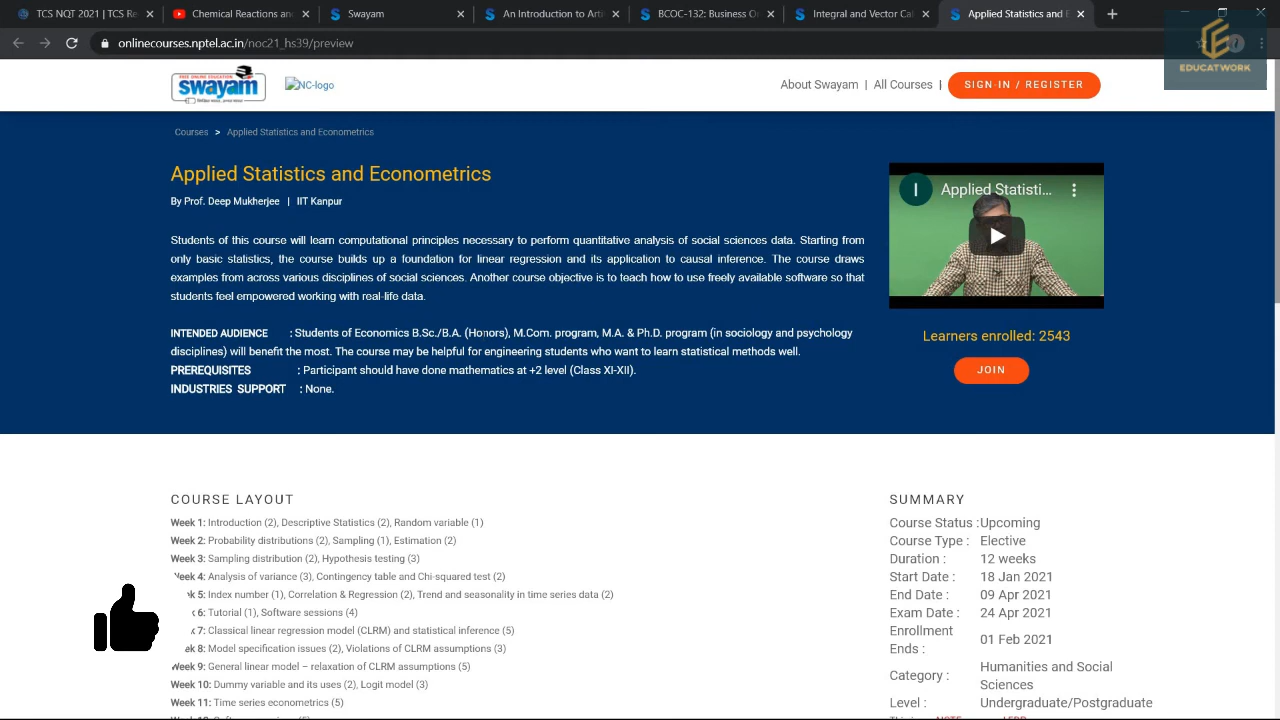 TCS NQT 2021 | TCS Re
Chemical Reactions and
Swayam
An Introduction to Arti
BCOC-132: Business O
Integral and Vector Cal
Applied Statistics and E
onlinecourses.nptel.ac.in/noc21_hs39/preview
EDUCATWORK
FREE ONLINE EDUCATION
swayam
NC-logo
About Swayam | All Courses | SIGN-IN / REGISTER
Courses > Applied Statistics and Econometrics
Applied Statistics and Econometrics
By Prof. Deep Mukherjee | IIT Kanpur
Students of this course will learn computational principles necessary to perform quantitative analysis of social sciences data. Starting from
only basic statistics, the course builds up a foundation for linear regression and its application to causal inference. The course draws
examples from across various disciplines of social sciences. Another course objective is to teach how to use freely available software so that
students feel empowered working with real-life data.
INTENDED AUDIENCE : Students of Economics B.Sc./B.A. (Honors), M.Com. program, M.A. & Ph.D. program (in sociology and psychology
disciplines) will benefit the most. The course may be helpful for engineering students who want to learn statistical methods well.
PREREQUISITES : Participant should have done mathematics at +2 level (Class XI-XII).
INDUSTRIES SUPPORT : None.
I Applied Statisti...
Learners enrolled: 2543
JOIN
COURSE LAYOUT
Week 1: Introduction (2), Descriptive Statistics (2), Random variable (1)
Week 2: Probability distributions (2), Sampling (1), Estimation (2)
Week 3: Sampling distribution (2), Hypothesis testing (3)
Week 4: Analysis of variance (3), Contingency table and Chi-squared test (2)
k 5: Index number (1), Correlation & Regression (2), Trend and seasonality in time series data (2)
6: Tutorial (1), Software sessions (4)
7: Classical linear regression model (CLRM) and statistical inference (5)
ek 8: Model specification issues (2), Violations of CLRM assumptions (3)
Week 9: General linear model – relaxation of CLRM assumptions (5)
Week 10: Dummy variable and its uses (2), Logit model (3)
Week 11: Time series econometrics (5)
SUMMARY
Course Status : Upcoming
Course Type : Elective
Duration : 12 weeks
Start Date : 18 Jan 2021
End Date : 09 Apr 2021
Exam Date : 24 Apr 2021
Enrollment
Ends : 01 Feb 2021
Category : Humanities and Social
Sciences
Level : Undergraduate/Postgraduate